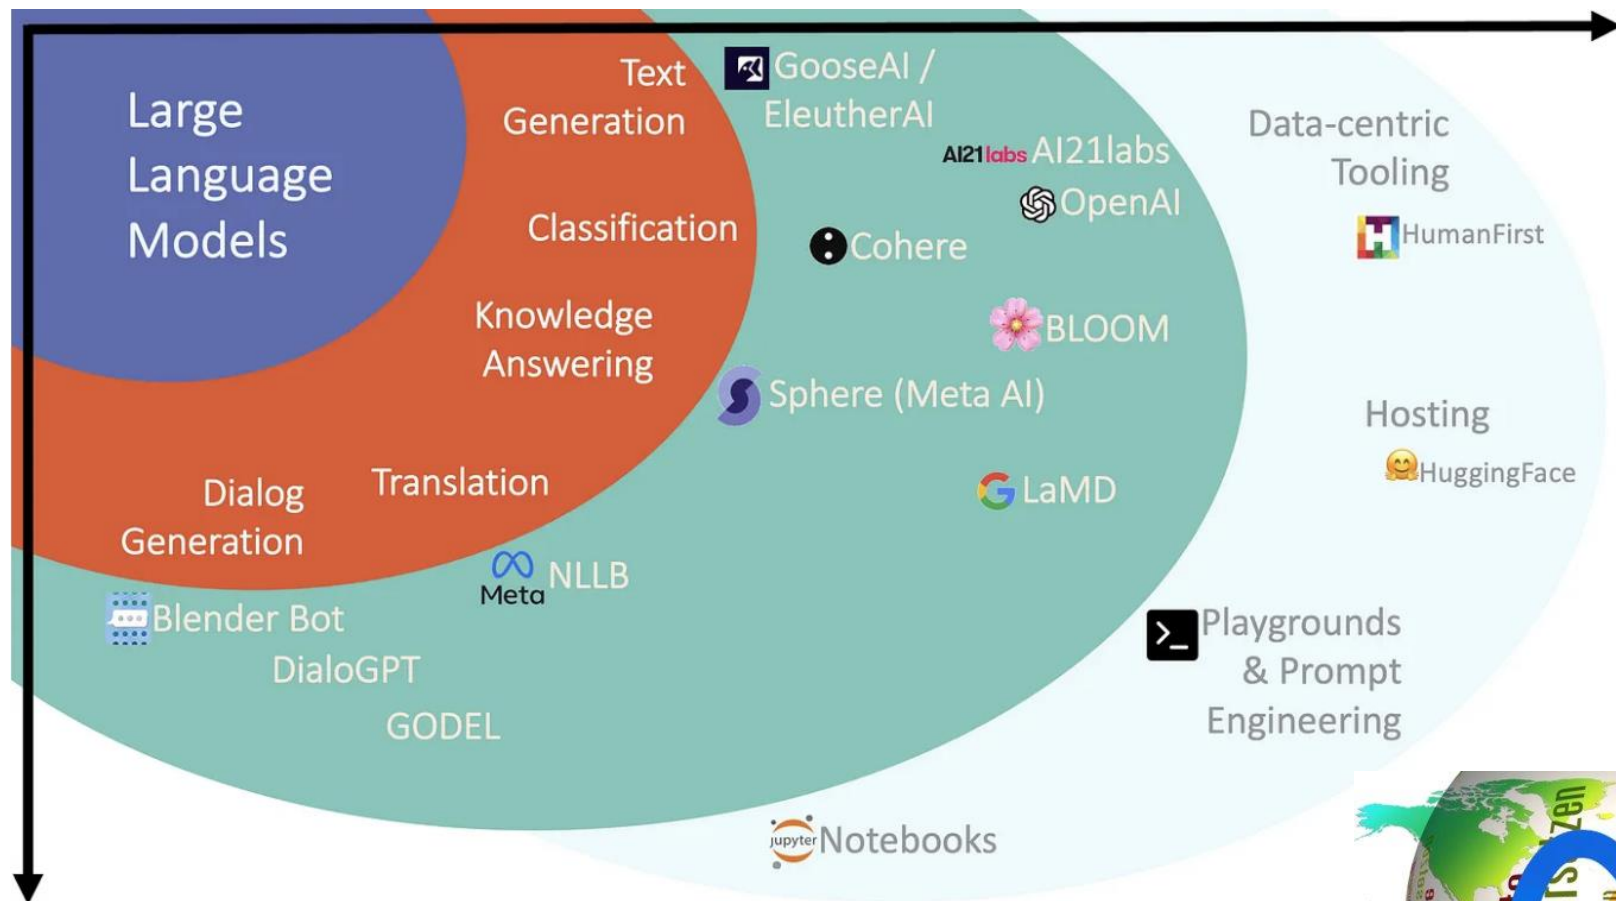 Large
Language
Models
Text
Generation
Classification
Knowledge
Answering
Translation
Dialog
Generation
GooseAI /
EleutherAI
AI21labs AI21labs
OpenAI
Cohere
BLOOM
Sphere (Meta AI)
LaMD
Meta
NLLB
Blender Bot
DialoGPT
GODEL
Data-centric
Tooling
H HumanFirst
Hosting
HuggingFace
>_ Playgrounds
& Prompt
Engineering
jupyter Notebooks